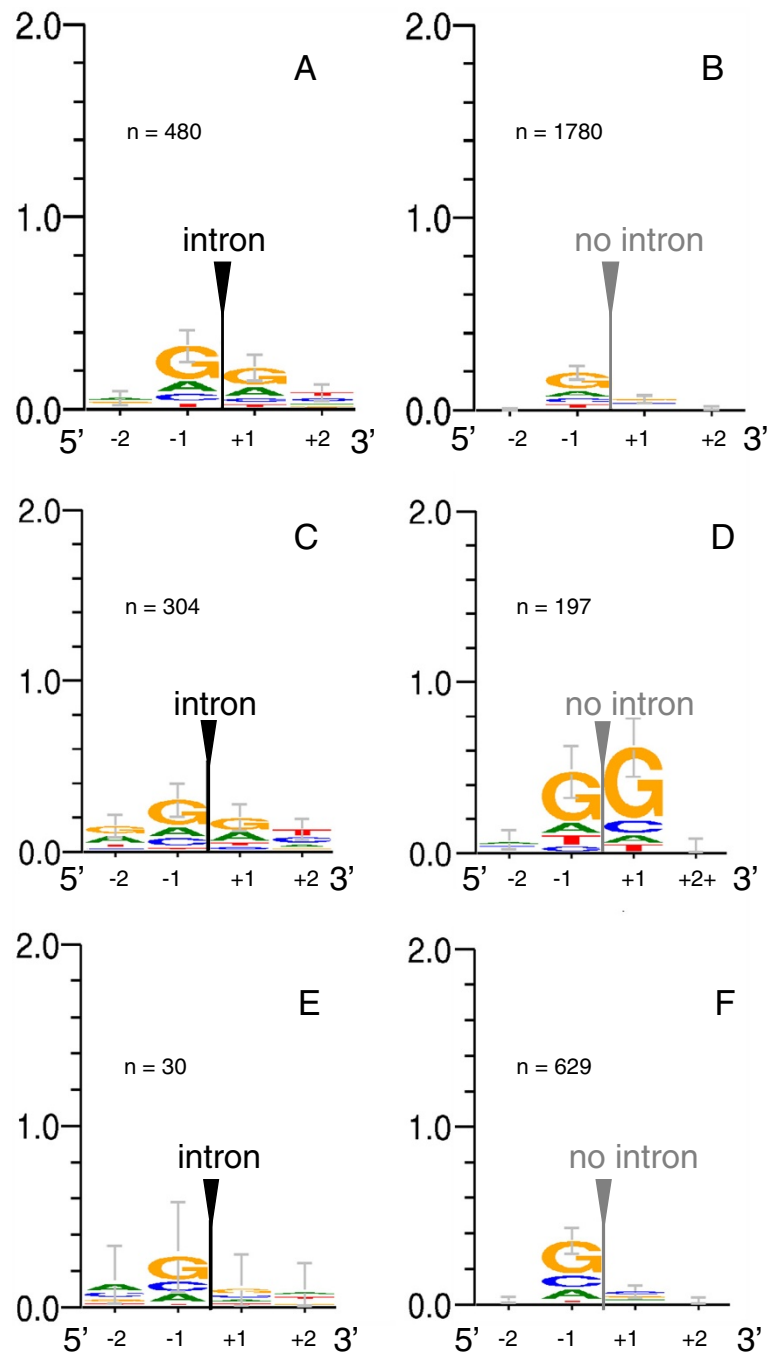 2.0 A 2.0 B
n = 480 n = 1780
intron no intron
1.0 1.0
G G G
A A A
C C C
T T T
0.0 0.0
5’ -2 -1 +1 +2 3’ 5’ -2 -1 +1 +2 3’
2.0 C 2.0 D
n = 304 n = 197
1.0 intron 1.0 no intron
G G G G G
A A A T A C
C C T T A
0.0 0.0
5’ -2 -1 +1 +2 3’ 5’ -2 -1 +1 +2+ 3’
2.0 E 2.0 F
n = 30 n = 629
1.0 intron 1.0 no intron
A G G
C C C
A A
0.0 0.0
5’ -2 -1 +1 +2 3’ 5’ -2 -1 +1 +2 3’